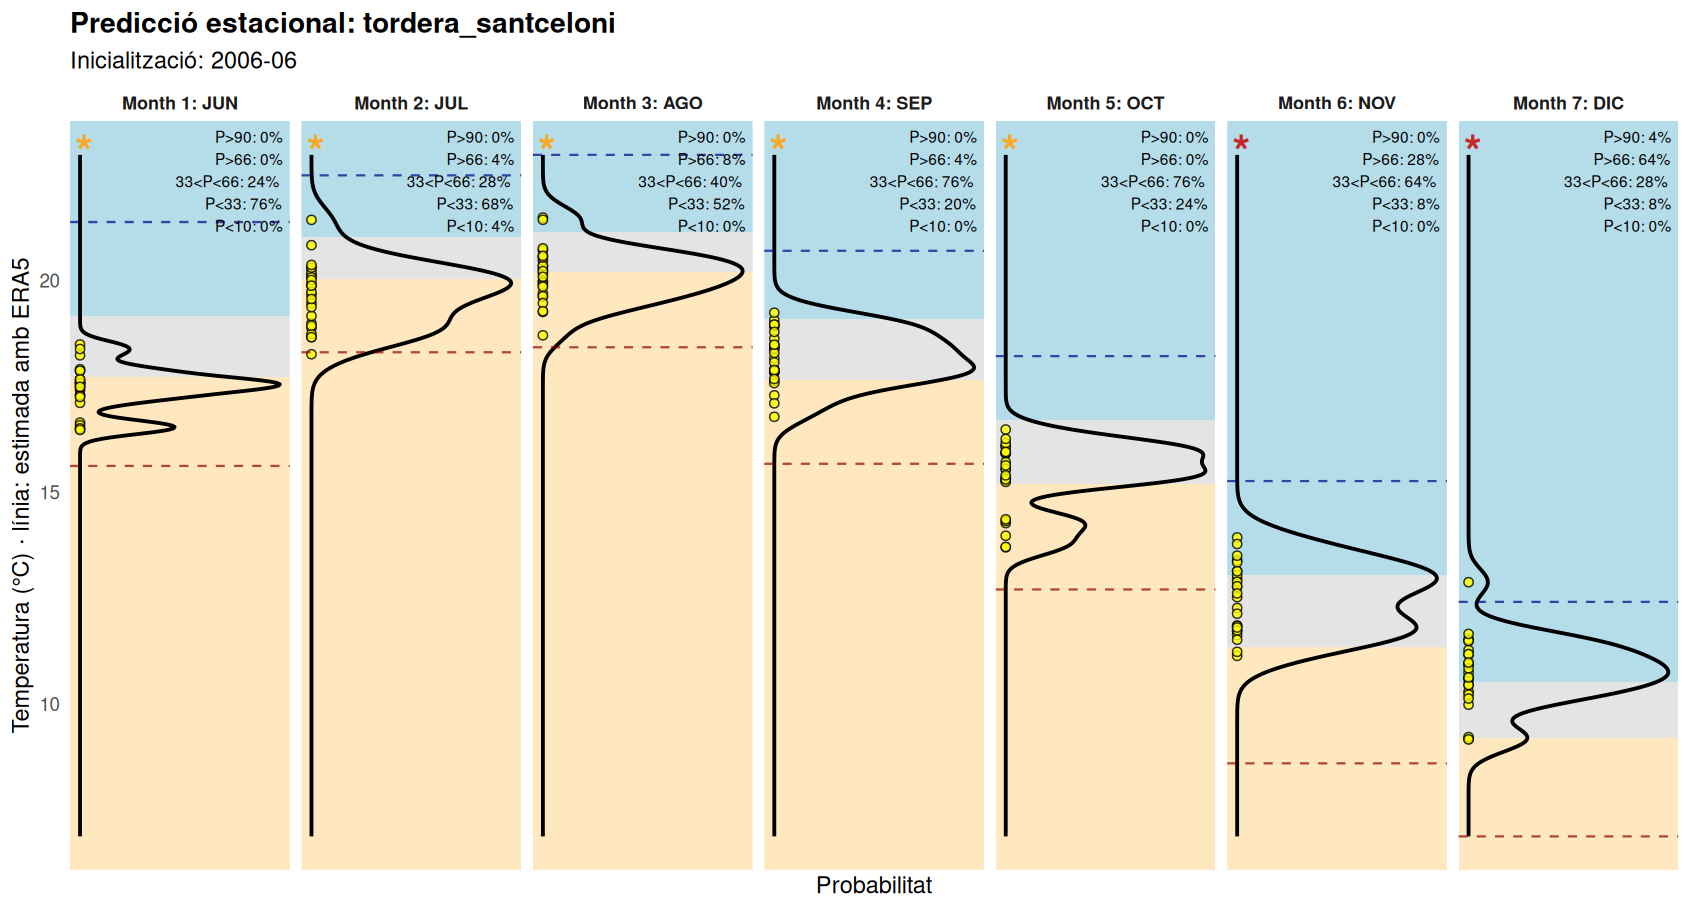 Predicció estacional: tordera_santceloni
Inicialització: 2006-06
Month 1: JUN
Month 2: JUL
Month 3: AGO
Month 4: SEP
Month 5: OCT
Month 6: NOV
Month 7: DIC
*
P>90: 0%
P>66: 0%
33<P<66: 24%
P<33: 76%
P<10: 0%
*
P>90: 0%
P>66: 4%
33<P<66: 28%
P<33: 68%
P<10: 4%
*
P>90: 0%
P>66: 8%
33<P<66: 40%
P<33: 52%
P<10: 0%
*
P>90: 0%
P>66: 4%
33<P<66: 76%
P<33: 20%
P<10: 0%
*
P>90: 0%
P>66: 0%
33<P<66: 76%
P<33: 24%
P<10: 0%
*
P>90: 0%
P>66: 28%
33<P<66: 64%
P<33: 8%
P<10: 0%
*
P>90: 4%
P>66: 64%
33<P<66: 28%
P<33: 8%
P<10: 0%
20
15
10
Temperatura (°C) · línia: estimada amb ERA5
Probabilitat